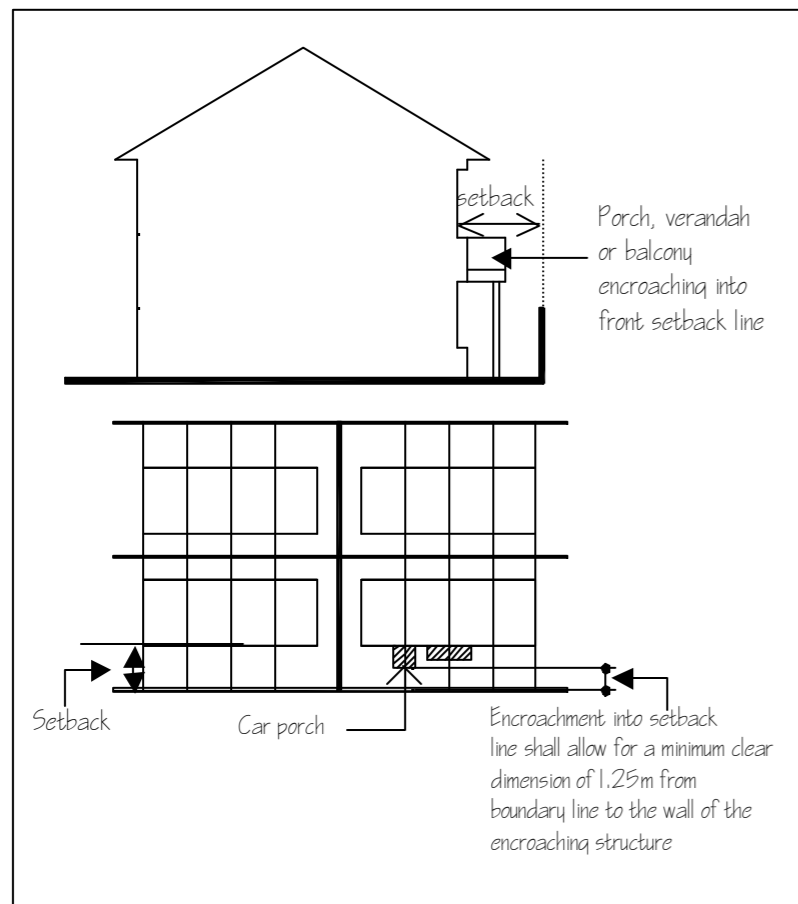 setback
Porch, verandah
or balcony
encroaching into
front setback line
Setback
Car porch
Encroachment into setback
line shall allow for a minimum clear
dimension of 1.25m from
boundary line to the wall of the
encroaching structure